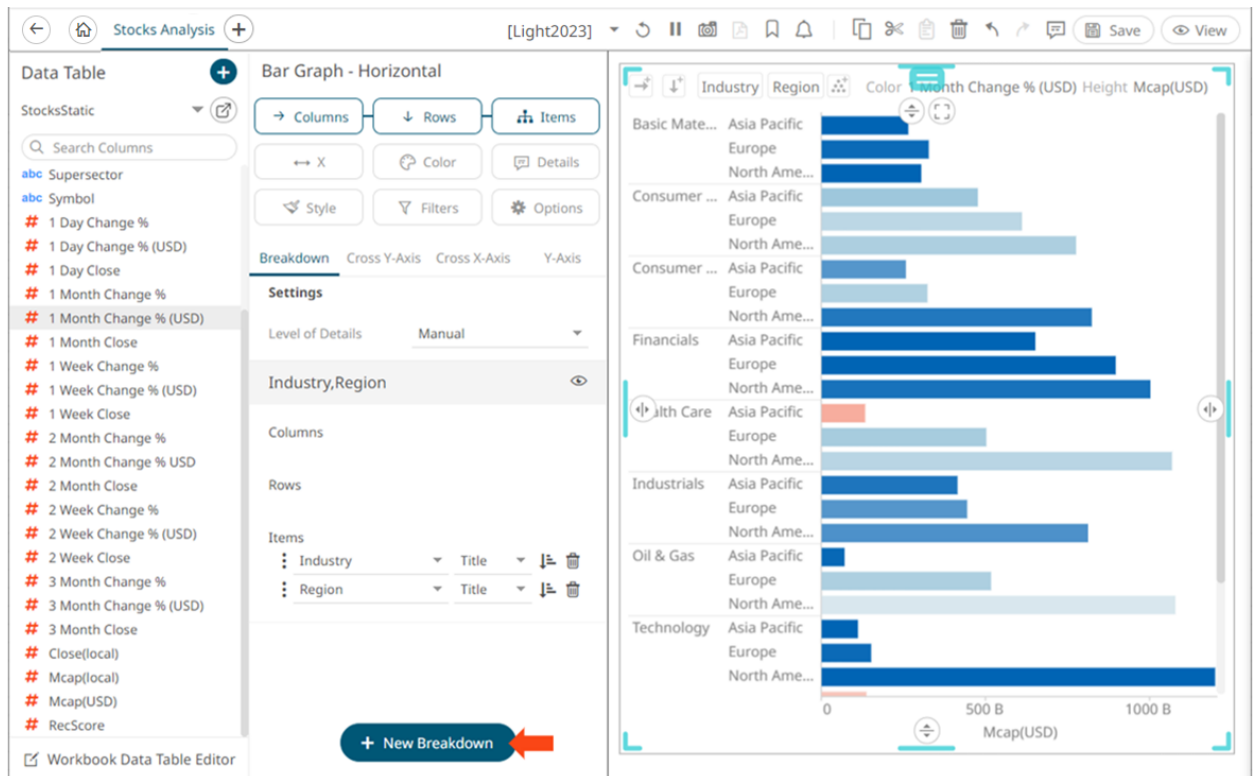 Stocks Analysis
[Light2023]
Save
View
Data Table
StocksStatic
Search Columns
abc Supersector
abc Symbol
# 1 Day Change %
# 1 Day Change % (USD)
# 1 Day Close
# 1 Month Change %
# 1 Month Change % (USD)
# 1 Month Close
# 1 Week Change %
# 1 Week Change % (USD)
# 1 Week Close
# 2 Month Change %
# 2 Month Change % USD
# 2 Month Close
# 2 Week Change %
# 2 Week Change % (USD)
# 2 Week Close
# 3 Month Change %
# 3 Month Change % (USD)
# 3 Month Close
# Close(local)
# Mcap(local)
# Mcap(USD)
# RecScore
Workbook Data Table Editor
Bar Graph - Horizontal
Columns Rows Items
X Color Details
Style Filters Options
Breakdown Cross Y-Axis Cross X-Axis Y-Axis
Settings
Level of Details Manual
Industry,Region
Columns
Rows
Items
Industry Title
Region Title
+ New Breakdown
Industry Region Color 1 Month Change % (USD) Height Mcap(USD)
Basic Mate... Asia Pacific
Europe
North Ame...
Consumer ... Asia Pacific
Europe
North Ame...
Consumer ... Asia Pacific
Europe
North Ame...
Financials Asia Pacific
Europe
North Ame...
alth Care Asia Pacific
Europe
North Ame...
Industrials Asia Pacific
Europe
North Ame...
Oil & Gas Asia Pacific
Europe
North Ame...
Technology Asia Pacific
Europe
North Ame...
0 500 B 1000 B
Mcap(USD)